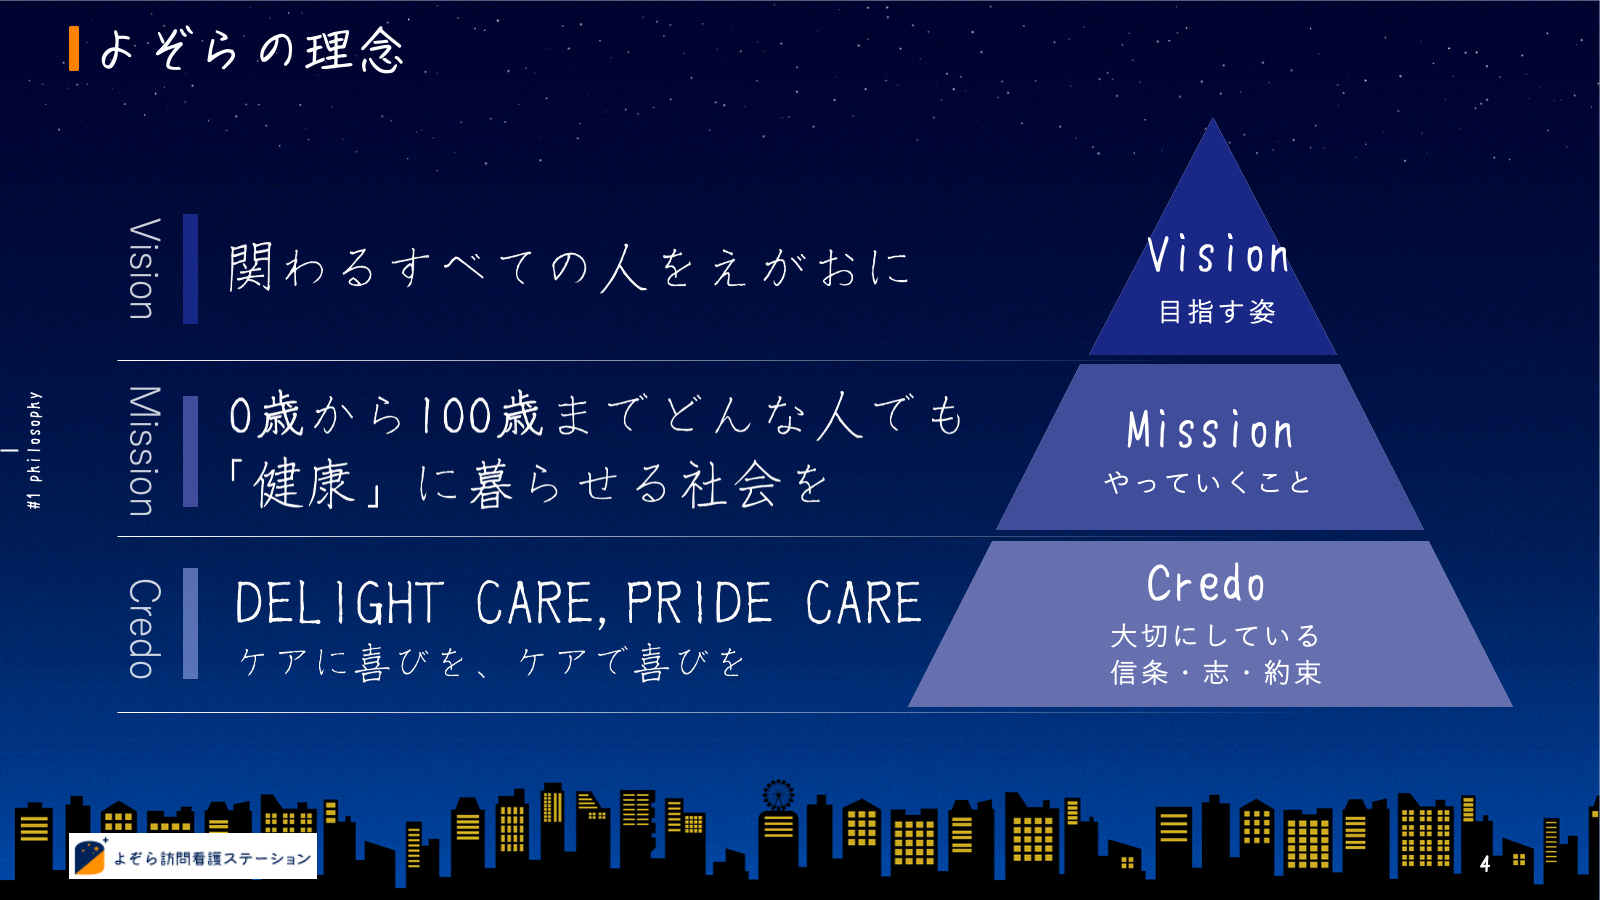 よぞらの理念
#1 philosophy
Vision
関わるすべての人をえがおに
Mission
0歳から100歳までどんな人でも
「健康」に暮らせる社会を
Credo
DELIGHT CARE,PRIDE CARE
ケアに喜びを、ケアで喜びを
Vision
目指す姿
Mission
やっていくこと
Credo
大切にしている
信条・志・約束
よぞら訪問看護ステーション
4